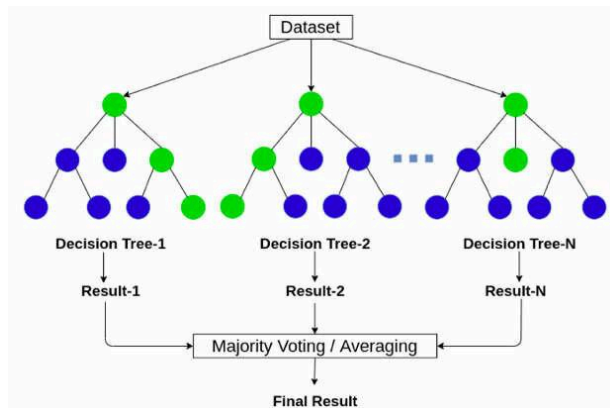 Dataset
Decision Tree-1
Decision Tree-2
Decision Tree-N
Result-1
Result-2
Result-N
Majority Voting / Averaging
Final Result